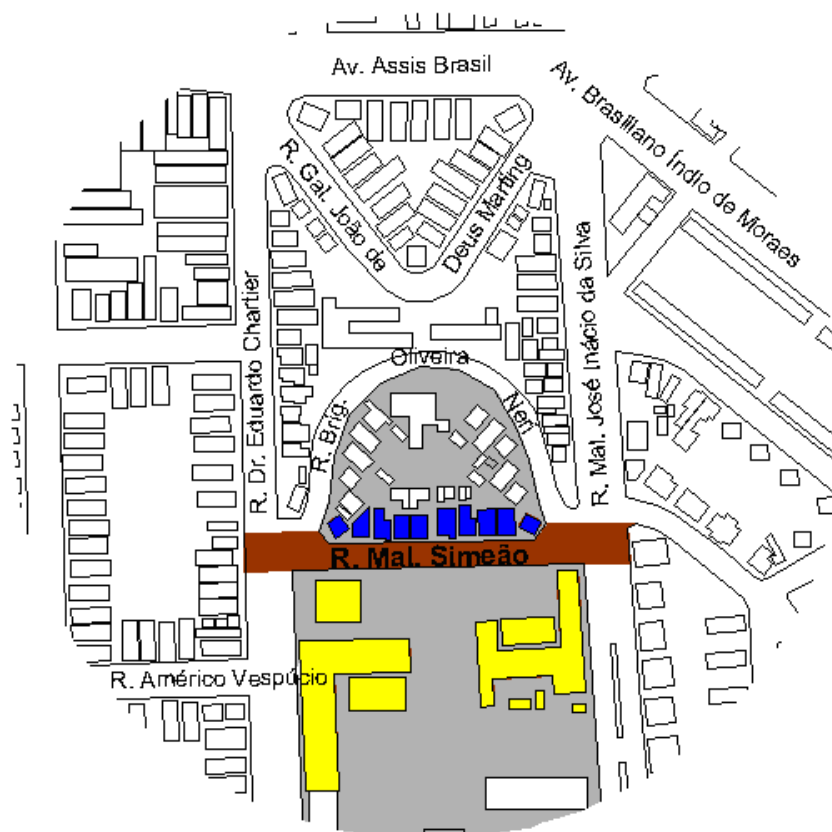 Av. Assis Brasil
Av. Brasiliano Índio de Moraes
R. Gal. João de
Deus Marting
R. Dr. Eduardo Chartier
R. Mal. José Inácio da Silva
R. Brig.
Oliveira
Neri
R. Mal. Simeão
R. Américo Vespúcio